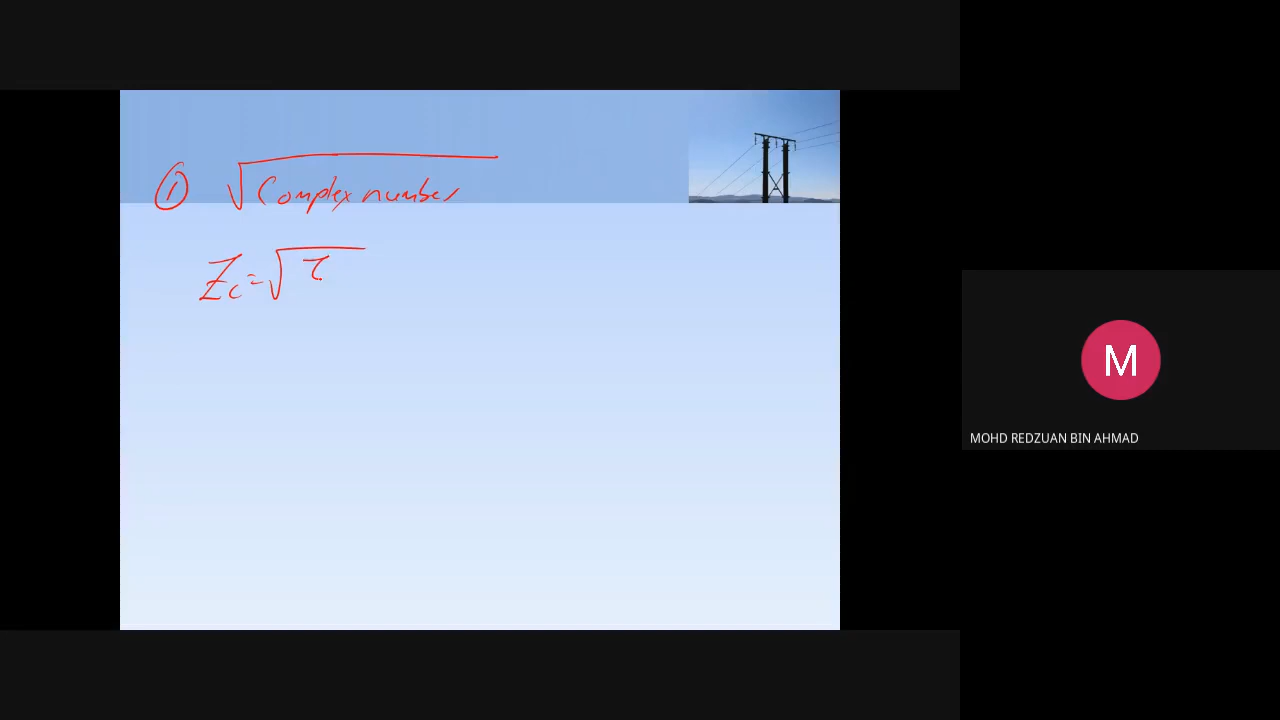 ① √Complex number
Zc = √
M
MOHD REDZUAN BIN AHMAD